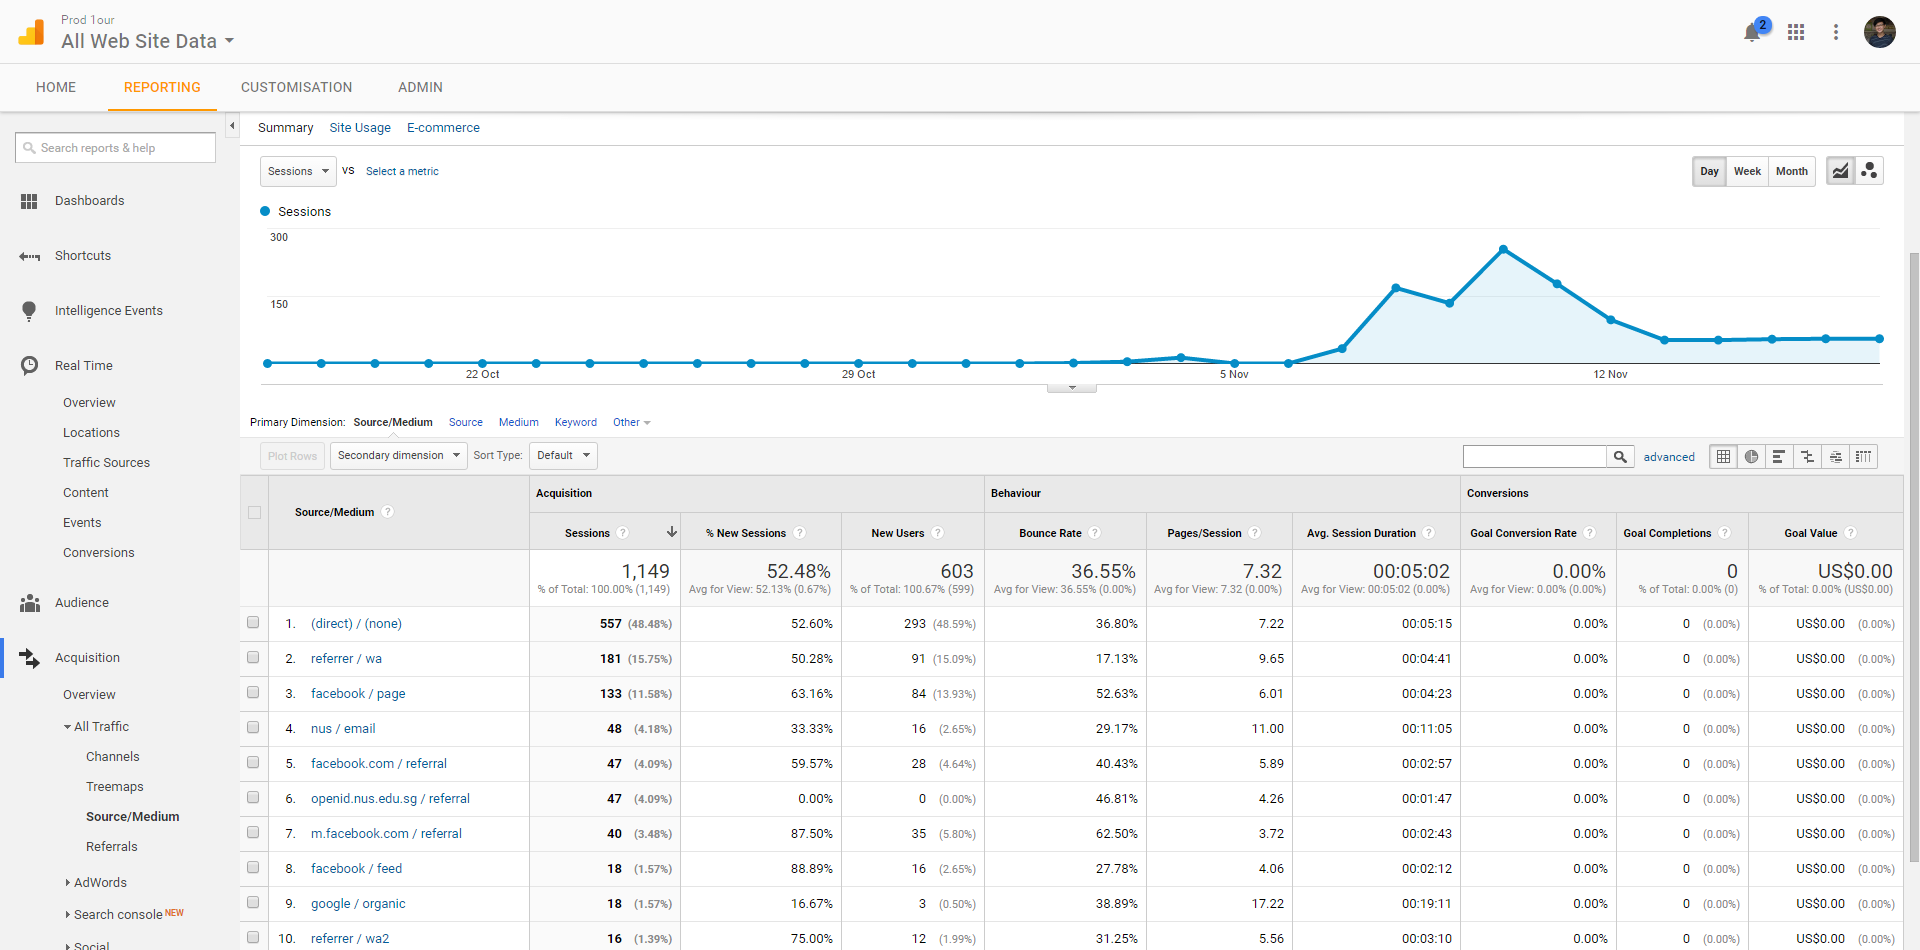 Prod 1our
All Web Site Data
2
HOME REPORTING CUSTOMISATION ADMIN
Search reports & help
Dashboards
Shortcuts
Intelligence Events
Real Time
Overview
Locations
Traffic Sources
Content
Events
Conversions
Audience
Acquisition
Overview
All Traffic
Channels
Treemaps
Source/Medium
Referrals
AdWords
Search console NEW
Social
Summary Site Usage E-commerce
Sessions VS Select a metric
Day Week Month
Sessions
300
150
22 Oct 29 Oct 5 Nov 12 Nov
Primary Dimension: Source/Medium Source Medium Keyword Other
Plot Rows Secondary dimension Sort Type: Default advanced
Source/Medium ? Acquisition Behaviour Conversions
Sessions ? % New Sessions ? New Users ? Bounce Rate ? Pages/Session ? Avg. Session Duration ? Goal Conversion Rate ? Goal Completions ? Goal Value ?
1,149 52.48% 603 36.55% 7.32 00:05:02 0.00% 0 US$0.00
% of Total: 100.00% (1,149) Avg for View: 52.13% (0.67%) % of Total: 100.67% (599) Avg for View: 36.55% (0.00%) Avg for View: 7.32 (0.00%) Avg for View: 00:05:02 (0.00%) Avg for View: 0.00% (0.00%) % of Total: 0.00% (0) % of Total: 0.00% (US$0.00)
1. (direct) / (none) 557 (48.48%) 52.60% 293 (48.59%) 36.80% 7.22 00:05:15 0.00% 0 (0.00%) US$0.00 (0.00%)
2. referrer / wa 181 (15.75%) 50.28% 91 (15.09%) 17.13% 9.65 00:04:41 0.00% 0 (0.00%) US$0.00 (0.00%)
3. facebook / page 133 (11.58%) 63.16% 84 (13.93%) 52.63% 6.01 00:04:23 0.00% 0 (0.00%) US$0.00 (0.00%)
4. nus / email 48 (4.18%) 33.33% 16 (2.65%) 29.17% 11.00 00:11:05 0.00% 0 (0.00%) US$0.00 (0.00%)
5. facebook.com / referral 47 (4.09%) 59.57% 28 (4.64%) 40.43% 5.89 00:02:57 0.00% 0 (0.00%) US$0.00 (0.00%)
6. openid.nus.edu.sg / referral 47 (4.09%) 0.00% 0 (0.00%) 46.81% 4.26 00:01:47 0.00% 0 (0.00%) US$0.00 (0.00%)
7. m.facebook.com / referral 40 (3.48%) 87.50% 35 (5.80%) 62.50% 3.72 00:02:43 0.00% 0 (0.00%) US$0.00 (0.00%)
8. facebook / feed 18 (1.57%) 88.89% 16 (2.65%) 27.78% 4.06 00:02:12 0.00% 0 (0.00%) US$0.00 (0.00%)
9. google / organic 18 (1.57%) 16.67% 3 (0.50%) 38.89% 17.22 00:19:11 0.00% 0 (0.00%) US$0.00 (0.00%)
10. referrer / wa2 16 (1.39%) 75.00% 12 (1.99%) 31.25% 5.56 00:03:10 0.00% 0 (0.00%) US$0.00 (0.00%)